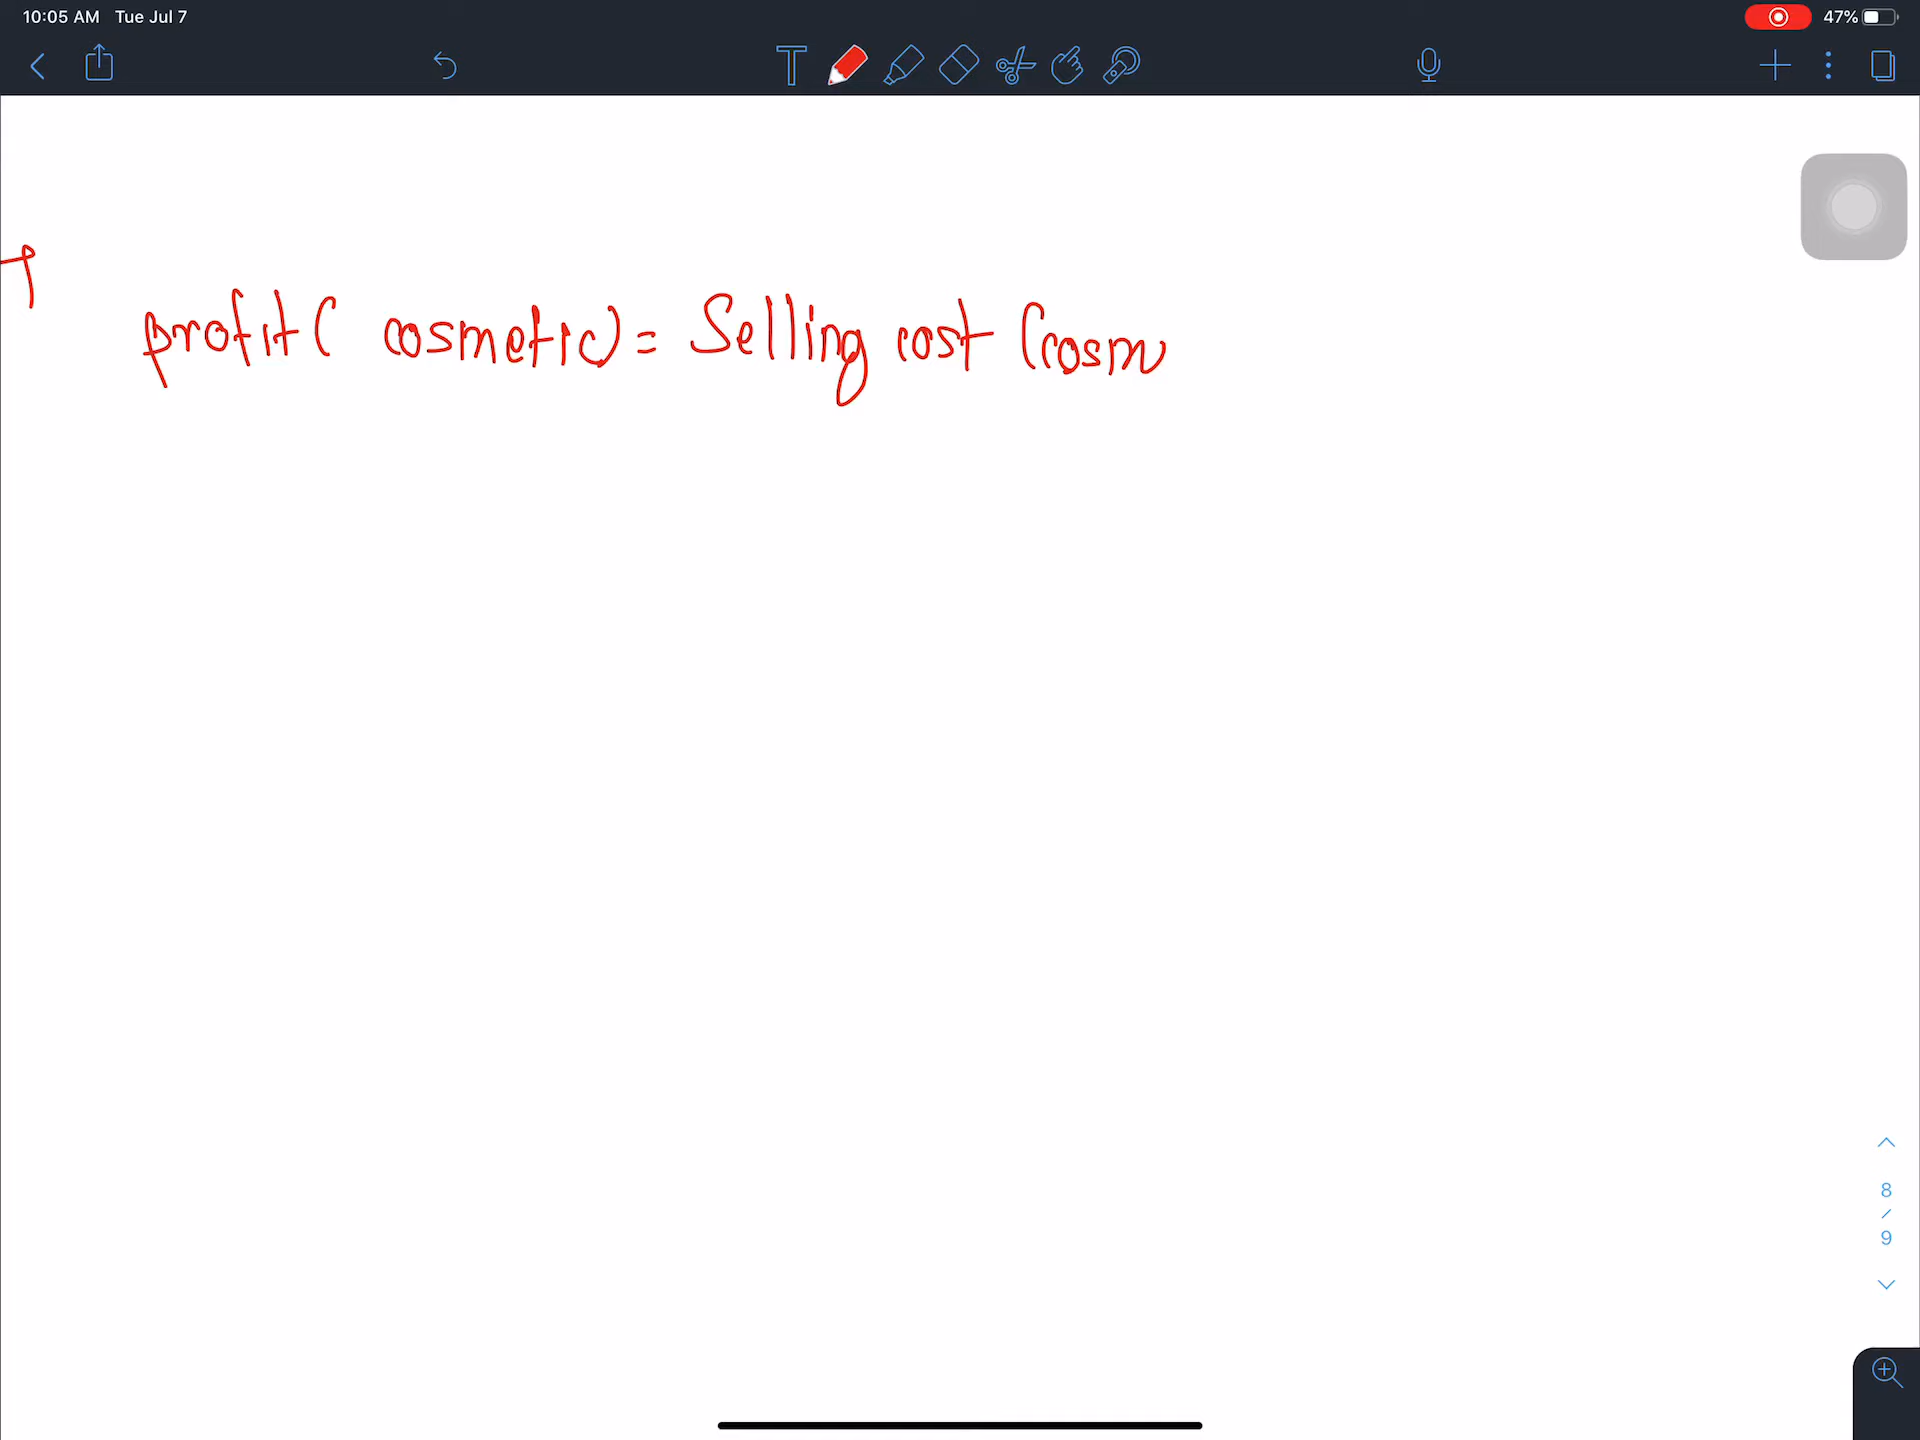 10:05 AM Tue Jul 7
47%
profit ( cosmetic) = Selling cost (cosm
8
/
9